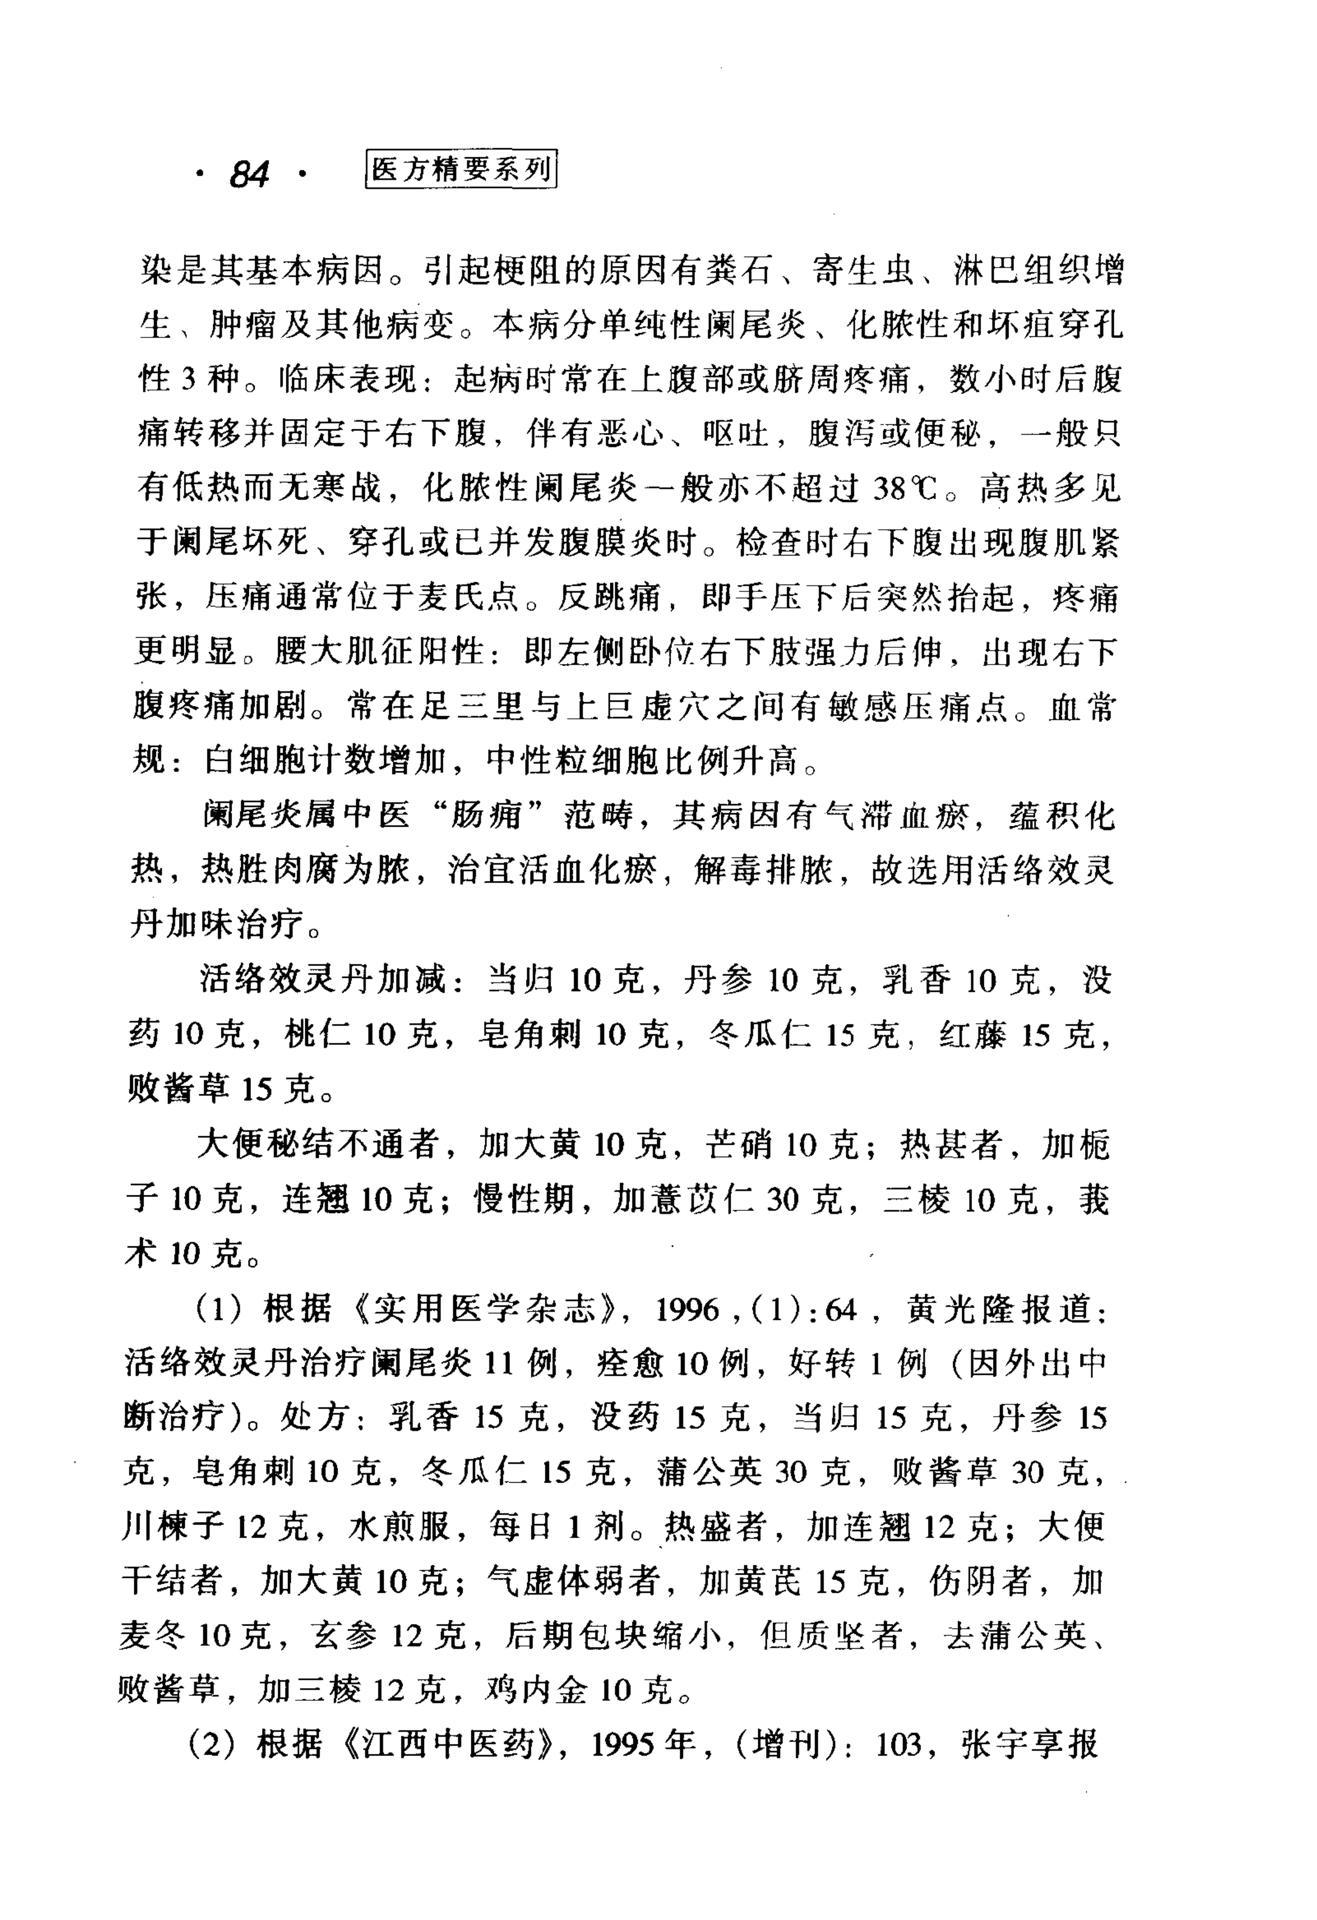 · 84 · 医方精要系列
染是其基本病因。引起梗阻的原因有粪石、寄生虫、淋巴组织增
生、肿瘤及其他病变。本病分单纯性阑尾炎、化脓性和坏疽穿孔
性 3 种。临床表现：起病时常在上腹部或脐周疼痛，数小时后腹
痛转移并固定于右下腹，伴有恶心、呕吐，腹泻或便秘，一般只
有低热而无寒战，化脓性阑尾炎一般亦不超过 38℃。高热多见
于阑尾坏死、穿孔或已并发腹膜炎时。检查时右下腹出现腹肌紧
张，压痛通常位于麦氏点。反跳痛，即手压下后突然抬起，疼痛
更明显。腰大肌征阳性：即左侧卧位右下肢强力后伸，出现右下
腹疼痛加剧。常在足三里与上巨虚穴之间有敏感压痛点。血常
规：白细胞计数增加，中性粒细胞比例升高。
阑尾炎属中医“肠痈”范畴，其病因有气滞血瘀，蕴积化
热，热胜肉腐为脓，治宜活血化瘀，解毒排脓，故选用活络效灵
丹加味治疗。
活络效灵丹加减：当归 10 克，丹参 10 克，乳香 10 克，没
药 10 克，桃仁 10 克，皂角刺 10 克，冬瓜仁 15 克，红藤 15 克，
败酱草 15 克。
大便秘结不通者，加大黄 10 克，芒硝 10 克；热甚者，加栀
子 10 克，连翘 10 克；慢性期，加薏苡仁 30 克，三棱 10 克，莪
术 10 克。
(1) 根据《实用医学杂志》，1996，(1)：64，黄光隆报道：
活络效灵丹治疗阑尾炎 11 例，痊愈 10 例，好转 1 例（因外出中
断治疗）。处方：乳香 15 克，没药 15 克，当归 15 克，丹参 15
克，皂角刺 10 克，冬瓜仁 15 克，蒲公英 30 克，败酱草 30 克，
川楝子 12 克，水煎服，每日 1 剂。热盛者，加连翘 12 克；大便
干结者，加大黄 10 克；气虚体弱者，加黄芪 15 克，伤阴者，加
麦冬 10 克，玄参 12 克，后期包块缩小，但质坚者，去蒲公英、
败酱草，加三棱 12 克，鸡内金 10 克。
(2) 根据《江西中医药》，1995 年，(增刊)：103，张宇享报